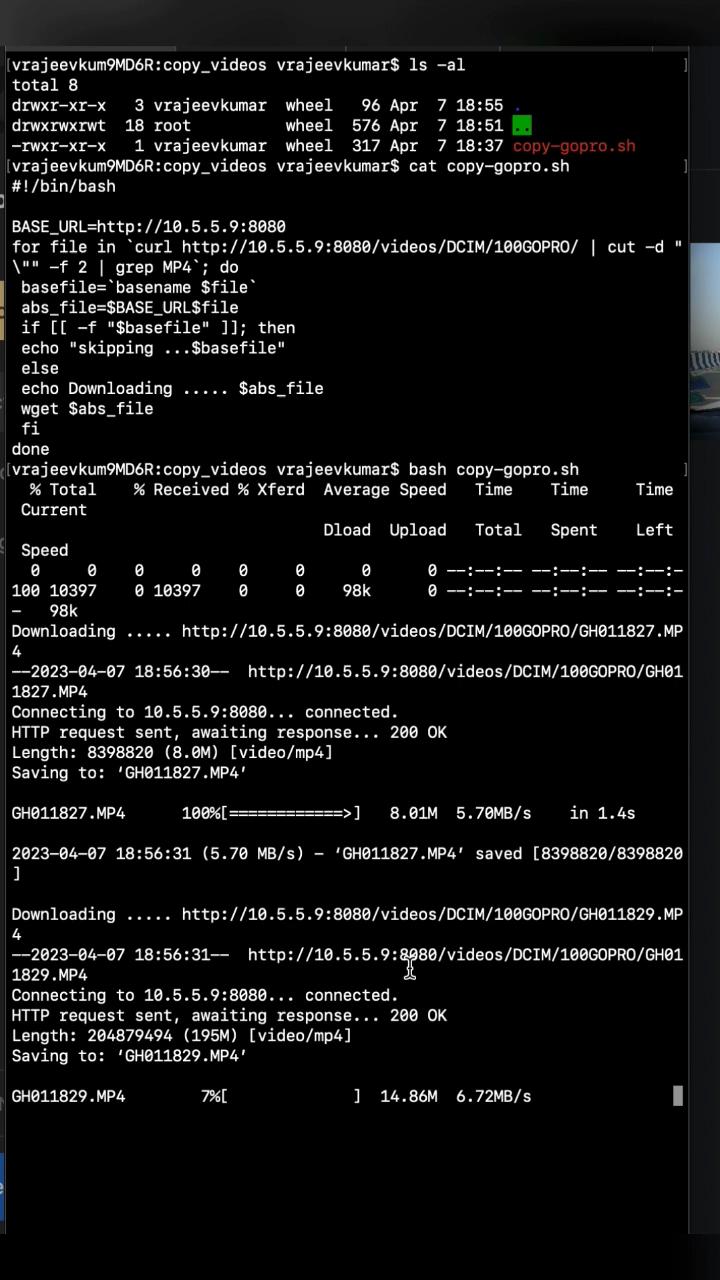 [vrajeevkum9MD6R:copy_videos vrajeevkumar$ ls -al ]
total 8
drwxr-xr-x   3 vrajeevkumar  wheel   96 Apr  7 18:55 .
drwxrwxrwt  18 root          wheel  576 Apr  7 18:51 ..
-rwxr-xr-x   1 vrajeevkumar  wheel  317 Apr  7 18:37 copy-gopro.sh
[vrajeevkum9MD6R:copy_videos vrajeevkumar$ cat copy-gopro.sh ]
#!/bin/bash
BASE_URL=http://10.5.5.9:8080
for file in `curl http://10.5.5.9:8080/videos/DCIM/100GOPRO/ | cut -d "
\"" -f 2 | grep MP4`; do
basefile=`basename $file`
abs_file=$BASE_URL$file
if [[ -f "$basefile" ]]; then
echo "skipping ...$basefile"
else
echo Downloading ..... $abs_file
wget $abs_file
fi
done
[vrajeevkum9MD6R:copy_videos vrajeevkumar$ bash copy-gopro.sh ]
% Total    % Received % Xferd  Average Speed   Time    Time     Time
Current
Dload  Upload   Total   Spent    Left
Speed
0     0    0     0    0     0      0      0 --:--:-- --:--:-- --:--:-
100 10397    0 10397    0     0    98k      0 --:--:-- --:--:-- --:--:-
-   98k
Downloading ..... http://10.5.5.9:8080/videos/DCIM/100GOPRO/GH011827.MP
4
--2023-04-07 18:56:30--  http://10.5.5.9:8080/videos/DCIM/100GOPRO/GH01
1827.MP4
Connecting to 10.5.5.9:8080... connected.
HTTP request sent, awaiting response... 200 OK
Length: 8398820 (8.0M) [video/mp4]
Saving to: ‘GH011827.MP4’
GH011827.MP4      100%[============>]   8.01M  5.70MB/s    in 1.4s
2023-04-07 18:56:31 (5.70 MB/s) - ‘GH011827.MP4’ saved [8398820/8398820
]
Downloading ..... http://10.5.5.9:8080/videos/DCIM/100GOPRO/GH011829.MP
4
--2023-04-07 18:56:31--  http://10.5.5.9:8080/videos/DCIM/100GOPRO/GH01
1829.MP4
Connecting to 10.5.5.9:8080... connected.
HTTP request sent, awaiting response... 200 OK
Length: 204879494 (195M) [video/mp4]
Saving to: ‘GH011829.MP4’
GH011829.MP4        7%[             ]  14.86M  6.72MB/s